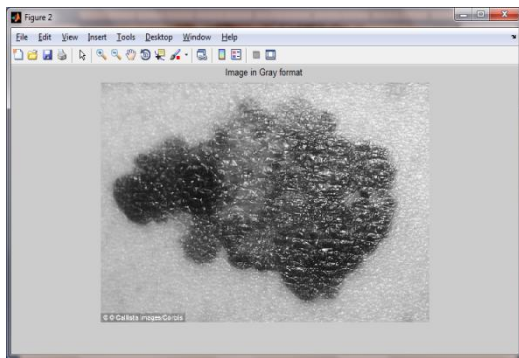 Figure 2
File Edit View Insert Tools Desktop Window Help
Image in Gray format
© Callista Images/Corbis